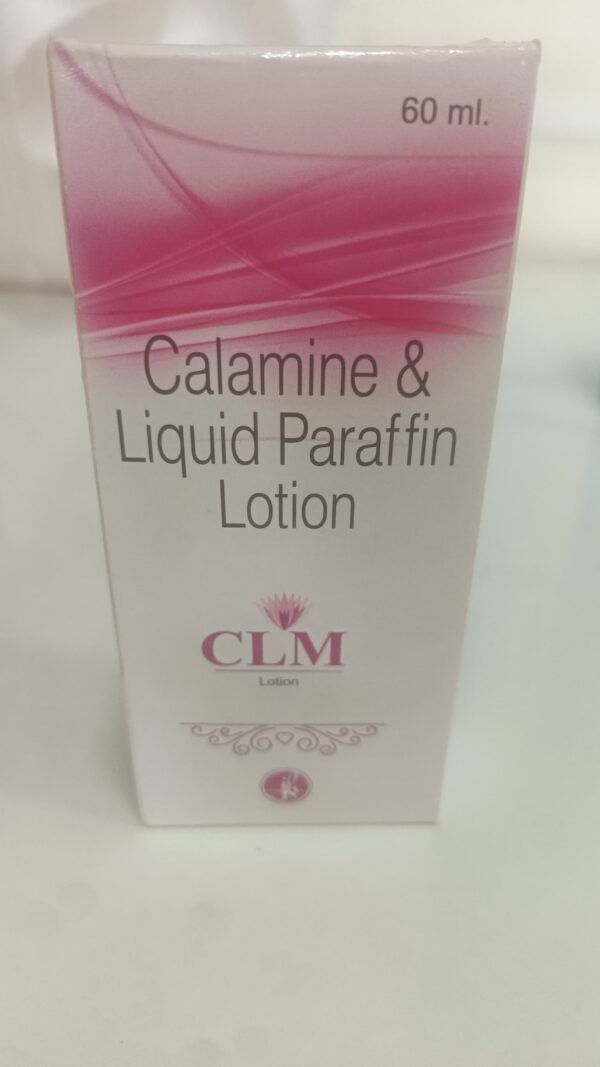 60 ml.
Calamine &
Liquid Paraffin
Lotion
CLM
Lotion